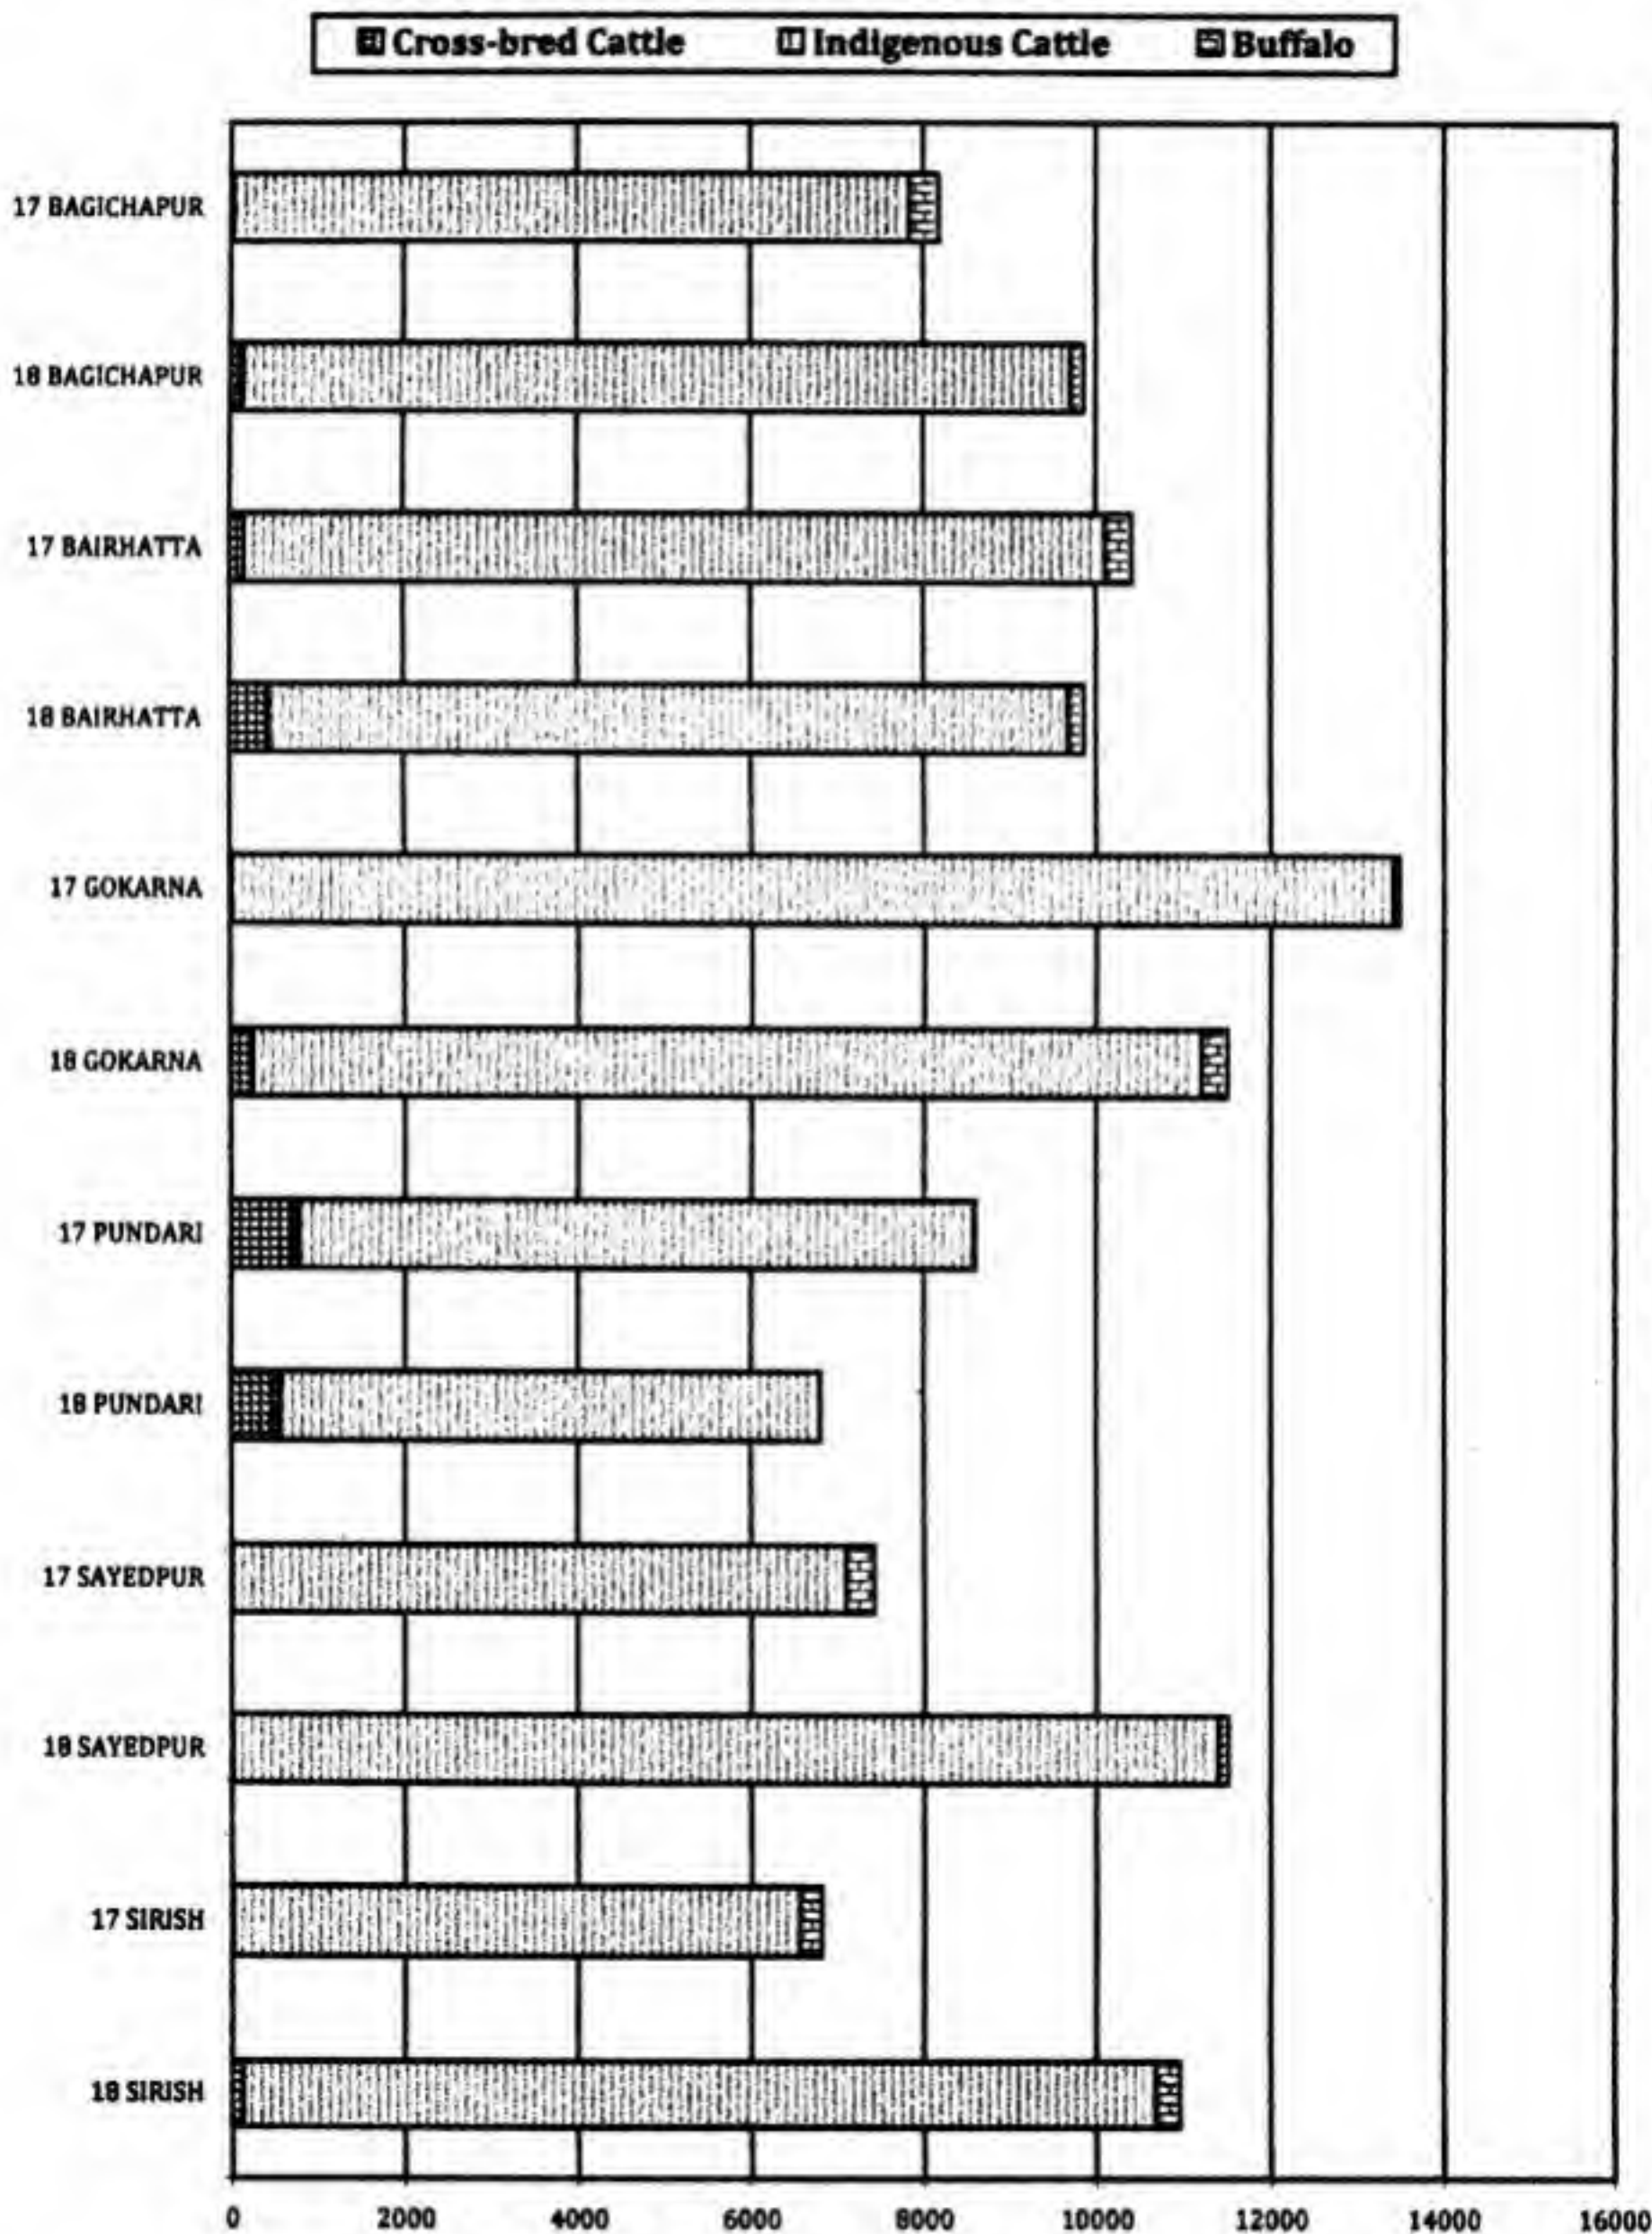 Cross-bred Cattle Indigenous Cattle Buffalo
17 BAGICHAPUR
18 BAGICHAPUR
17 BAIRHATTA
18 BAIRHATTA
17 GOKARNA
18 GOKARNA
17 PUNDARI
18 PUNDARI
17 SAYEDPUR
18 SAYEDPUR
17 SIRISH
18 SIRISH
0 2000 4000 6000 8000 10000 12000 14000 16000